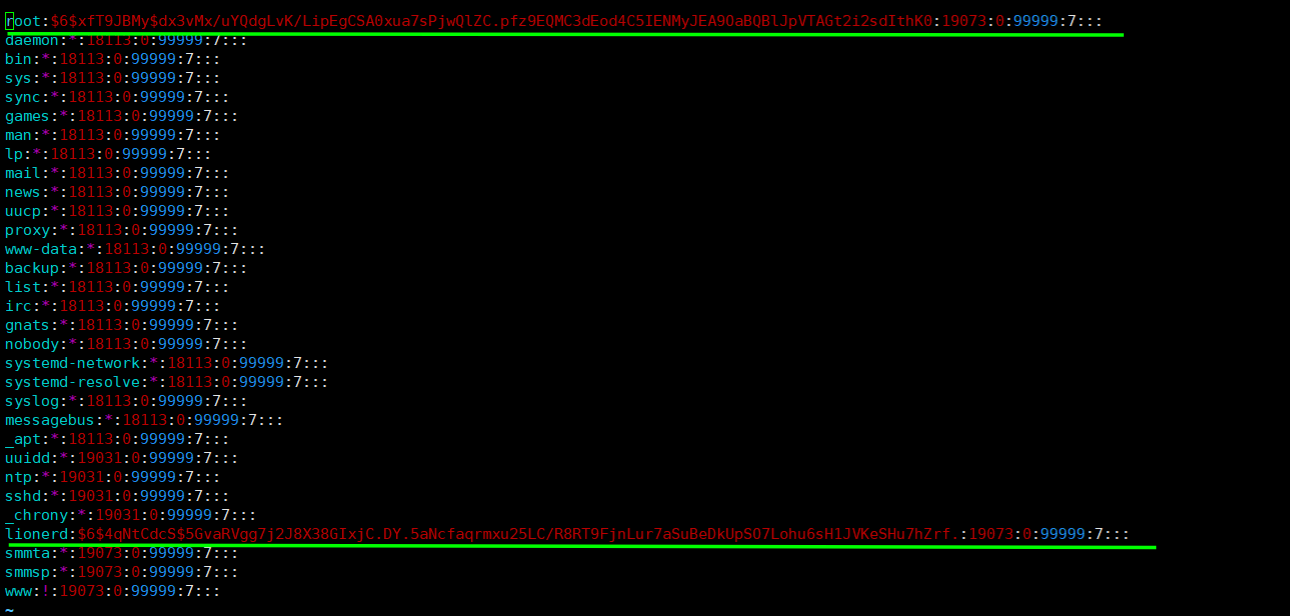 root:$6$xfT9JBMy$dx3vMx/uYQdgLvK/LipEgCSA0xua7sPjwQlZC.pfz9EQMC3dEod4C5IENMyJEA9OaBQBlJpVTAGt2i2sdIthK0:19073:0:99999:7:::
daemon:*:18113:0:99999:7:::
bin:*:18113:0:99999:7:::
sys:*:18113:0:99999:7:::
sync:*:18113:0:99999:7:::
games:*:18113:0:99999:7:::
man:*:18113:0:99999:7:::
lp:*:18113:0:99999:7:::
mail:*:18113:0:99999:7:::
news:*:18113:0:99999:7:::
uucp:*:18113:0:99999:7:::
proxy:*:18113:0:99999:7:::
www-data:*:18113:0:99999:7:::
backup:*:18113:0:99999:7:::
list:*:18113:0:99999:7:::
irc:*:18113:0:99999:7:::
gnats:*:18113:0:99999:7:::
nobody:*:18113:0:99999:7:::
systemd-network:*:18113:0:99999:7:::
systemd-resolve:*:18113:0:99999:7:::
syslog:*:18113:0:99999:7:::
messagebus:*:18113:0:99999:7:::
_apt:*:18113:0:99999:7:::
uuidd:*:19031:0:99999:7:::
ntp:*:19031:0:99999:7:::
sshd:*:19031:0:99999:7:::
_chrony:*:19031:0:99999:7:::
lionerd:$6$4qNtCdcS$5GvaRVgg7j2J8X38GIxjC.DY.5aNcfaqrmxu25LC/R8RT9FjnLur7aSuBeDkUpSO7Lohu6sH1JVKeSHu7hZrf.:19073:0:99999:7:::
smmta:*:19073:0:99999:7:::
smmsp:*:19073:0:99999:7:::
www:!:19073:0:99999:7:::
~